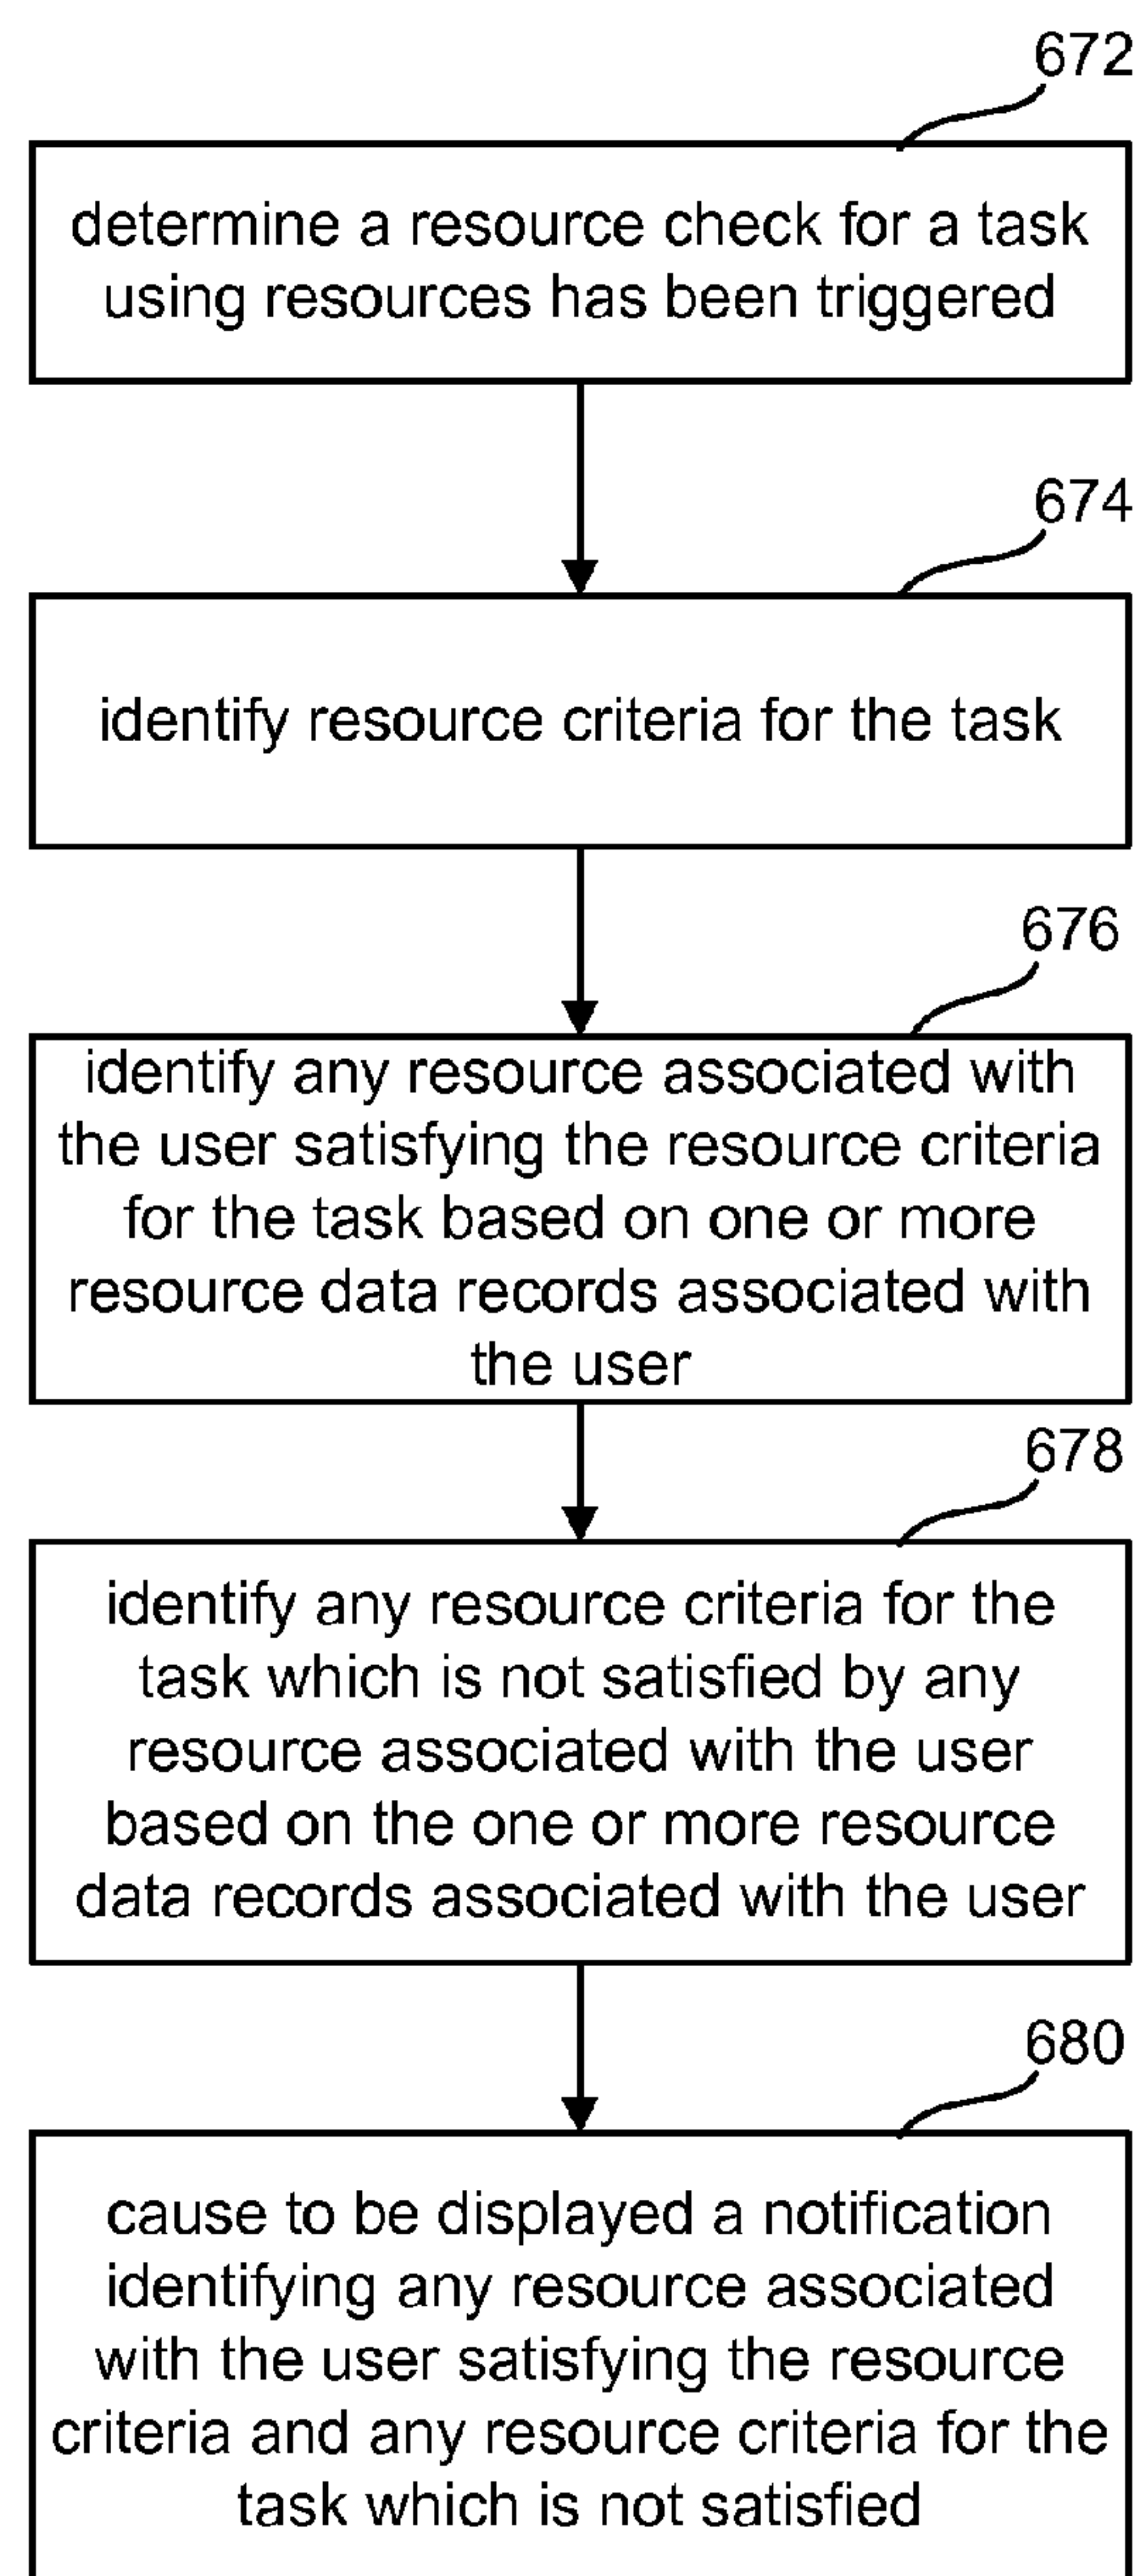 672
determine a resource check for a task
using resources has been triggered
674
identify resource criteria for the task
676
identify any resource associated with
the user satisfying the resource criteria
for the task based on one or more
resource data records associated with
the user
678
identify any resource criteria for the
task which is not satisfied by any
resource associated with the user
based on the one or more resource
data records associated with the user
680
cause to be displayed a notification
identifying any resource associated
with the user satisfying the resource
criteria and any resource criteria for the
task which is not satisfied